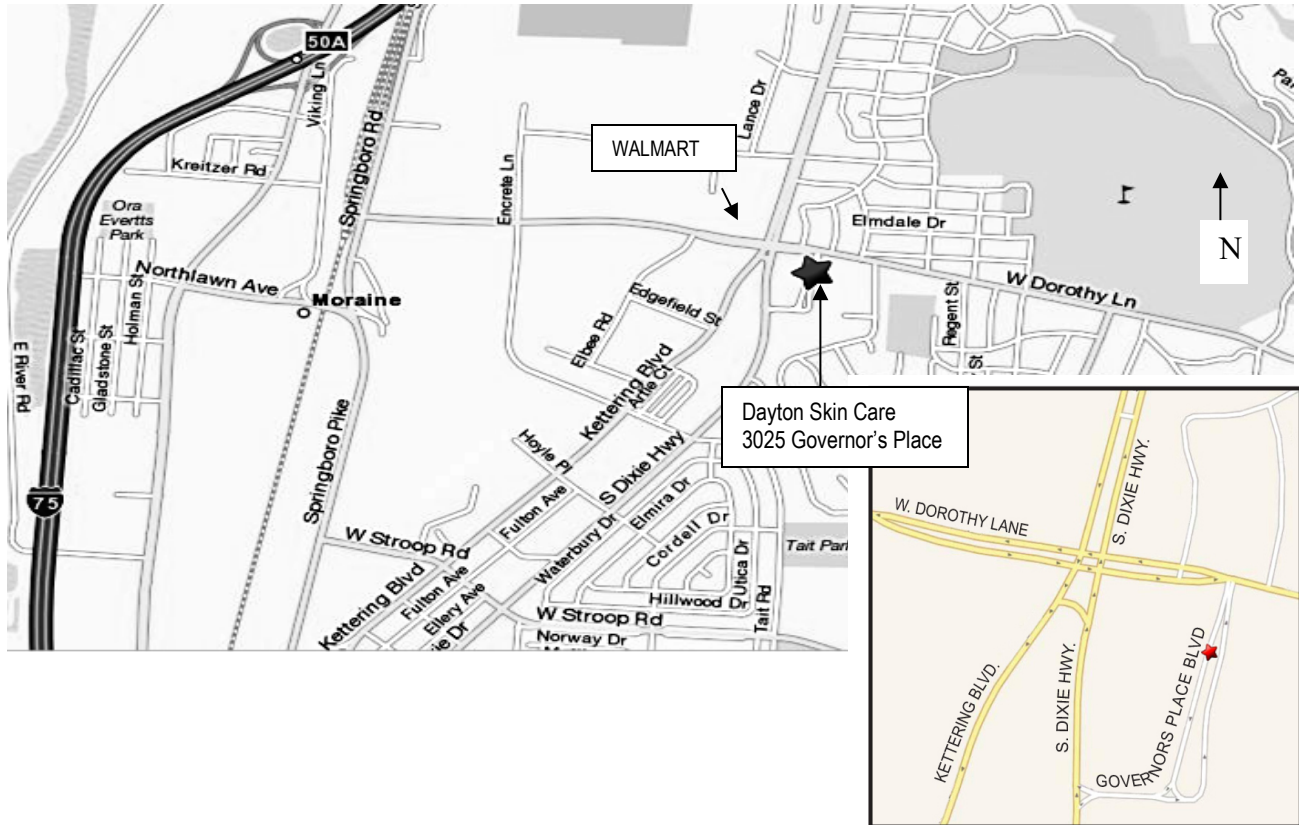 50A
Viking Ln
Kreitzer Rd
Springboro Rd
Ora
Evertts
Park
Northlawn Ave
Moraine
Holman St
Cadillac St
Gladstone St
E River Rd
75
Springboro Pike
Encrete Ln
Lance Dr
WALMART
Elmdale Dr
N
W Dorothy Ln
Regent St
St
Edgefield St
Elbee Rd
Kettering Blvd
Artie Ct
Dayton Skin Care
3025 Governor’s Place
Hoyle Pl
S Dixie Hwy
Fulton Ave
Elmira Dr
Waterbury Dr
Cordell Dr
Utica Dr
Tait Park
W Stroop Rd
Kettering Blvd
Fulton Ave
Ellery Ave
Hillwood Dr
Tait Rd
W Stroop Rd
Norway Dr
W. DOROTHY LANE
S. DIXIE HWY.
KETTERING BLVD.
S. DIXIE HWY.
GOVERNORS PLACE BLVD